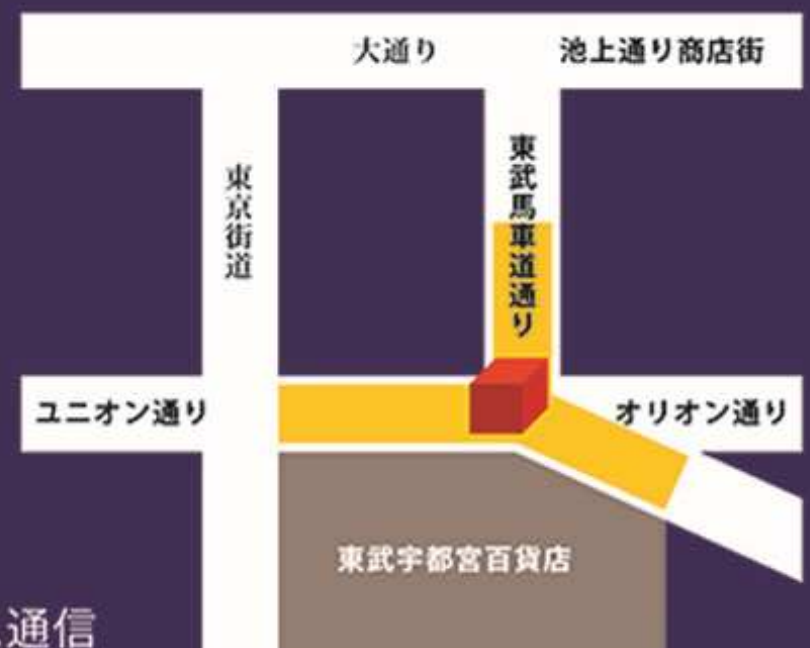 大通り
池上通り商店街
東京街道
東武馬車道通り
ユニオン通り
オリオン通り
東武宇都宮百貨店
通信